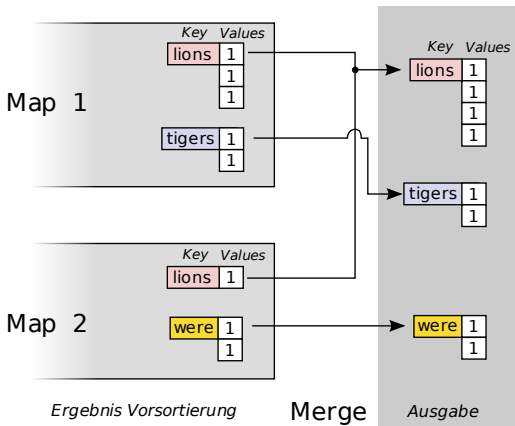 Key Values
lions 1
1
1
Map 1
tigers 1
1
Key Values
lions 1
Map 2
were 1
1
Key Values
lions 1
1
1
1
tigers 1
1
were 1
1
Ergebnis Vorsortierung
Merge
Ausgabe